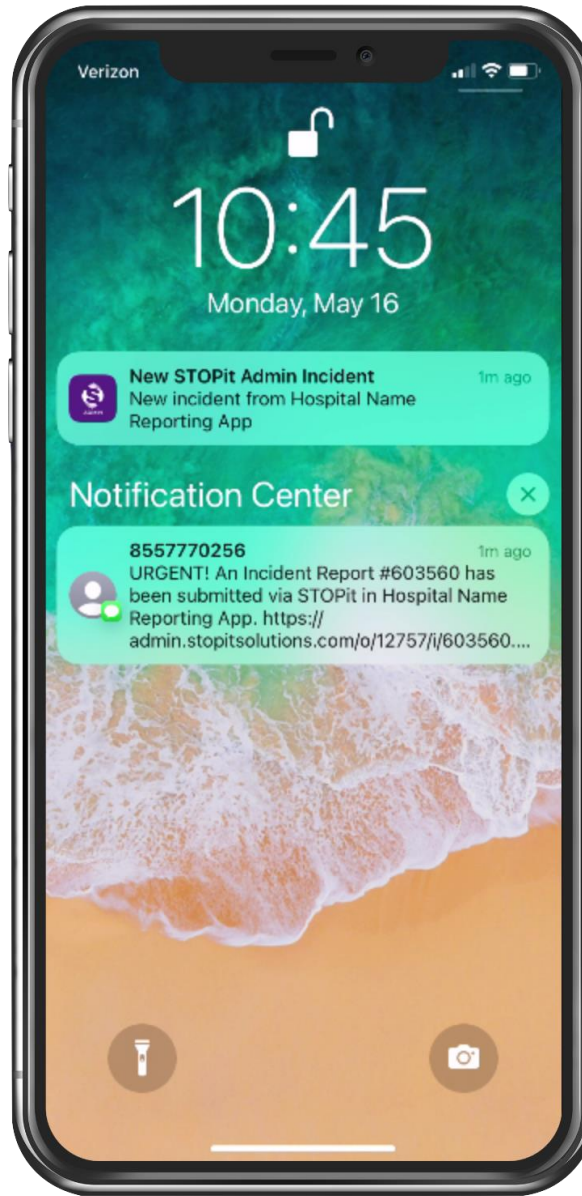 Verizon
10:45
Monday, May 16
New STOPit Admin Incident
1m ago
New incident from Hospital Name
Reporting App
Notification Center
8557770256
1m ago
URGENT! An Incident Report #603560 has
been submitted via STOPit in Hospital Name
Reporting App. https://
admin.stopitsolutions.com/o/12757/i/603560....